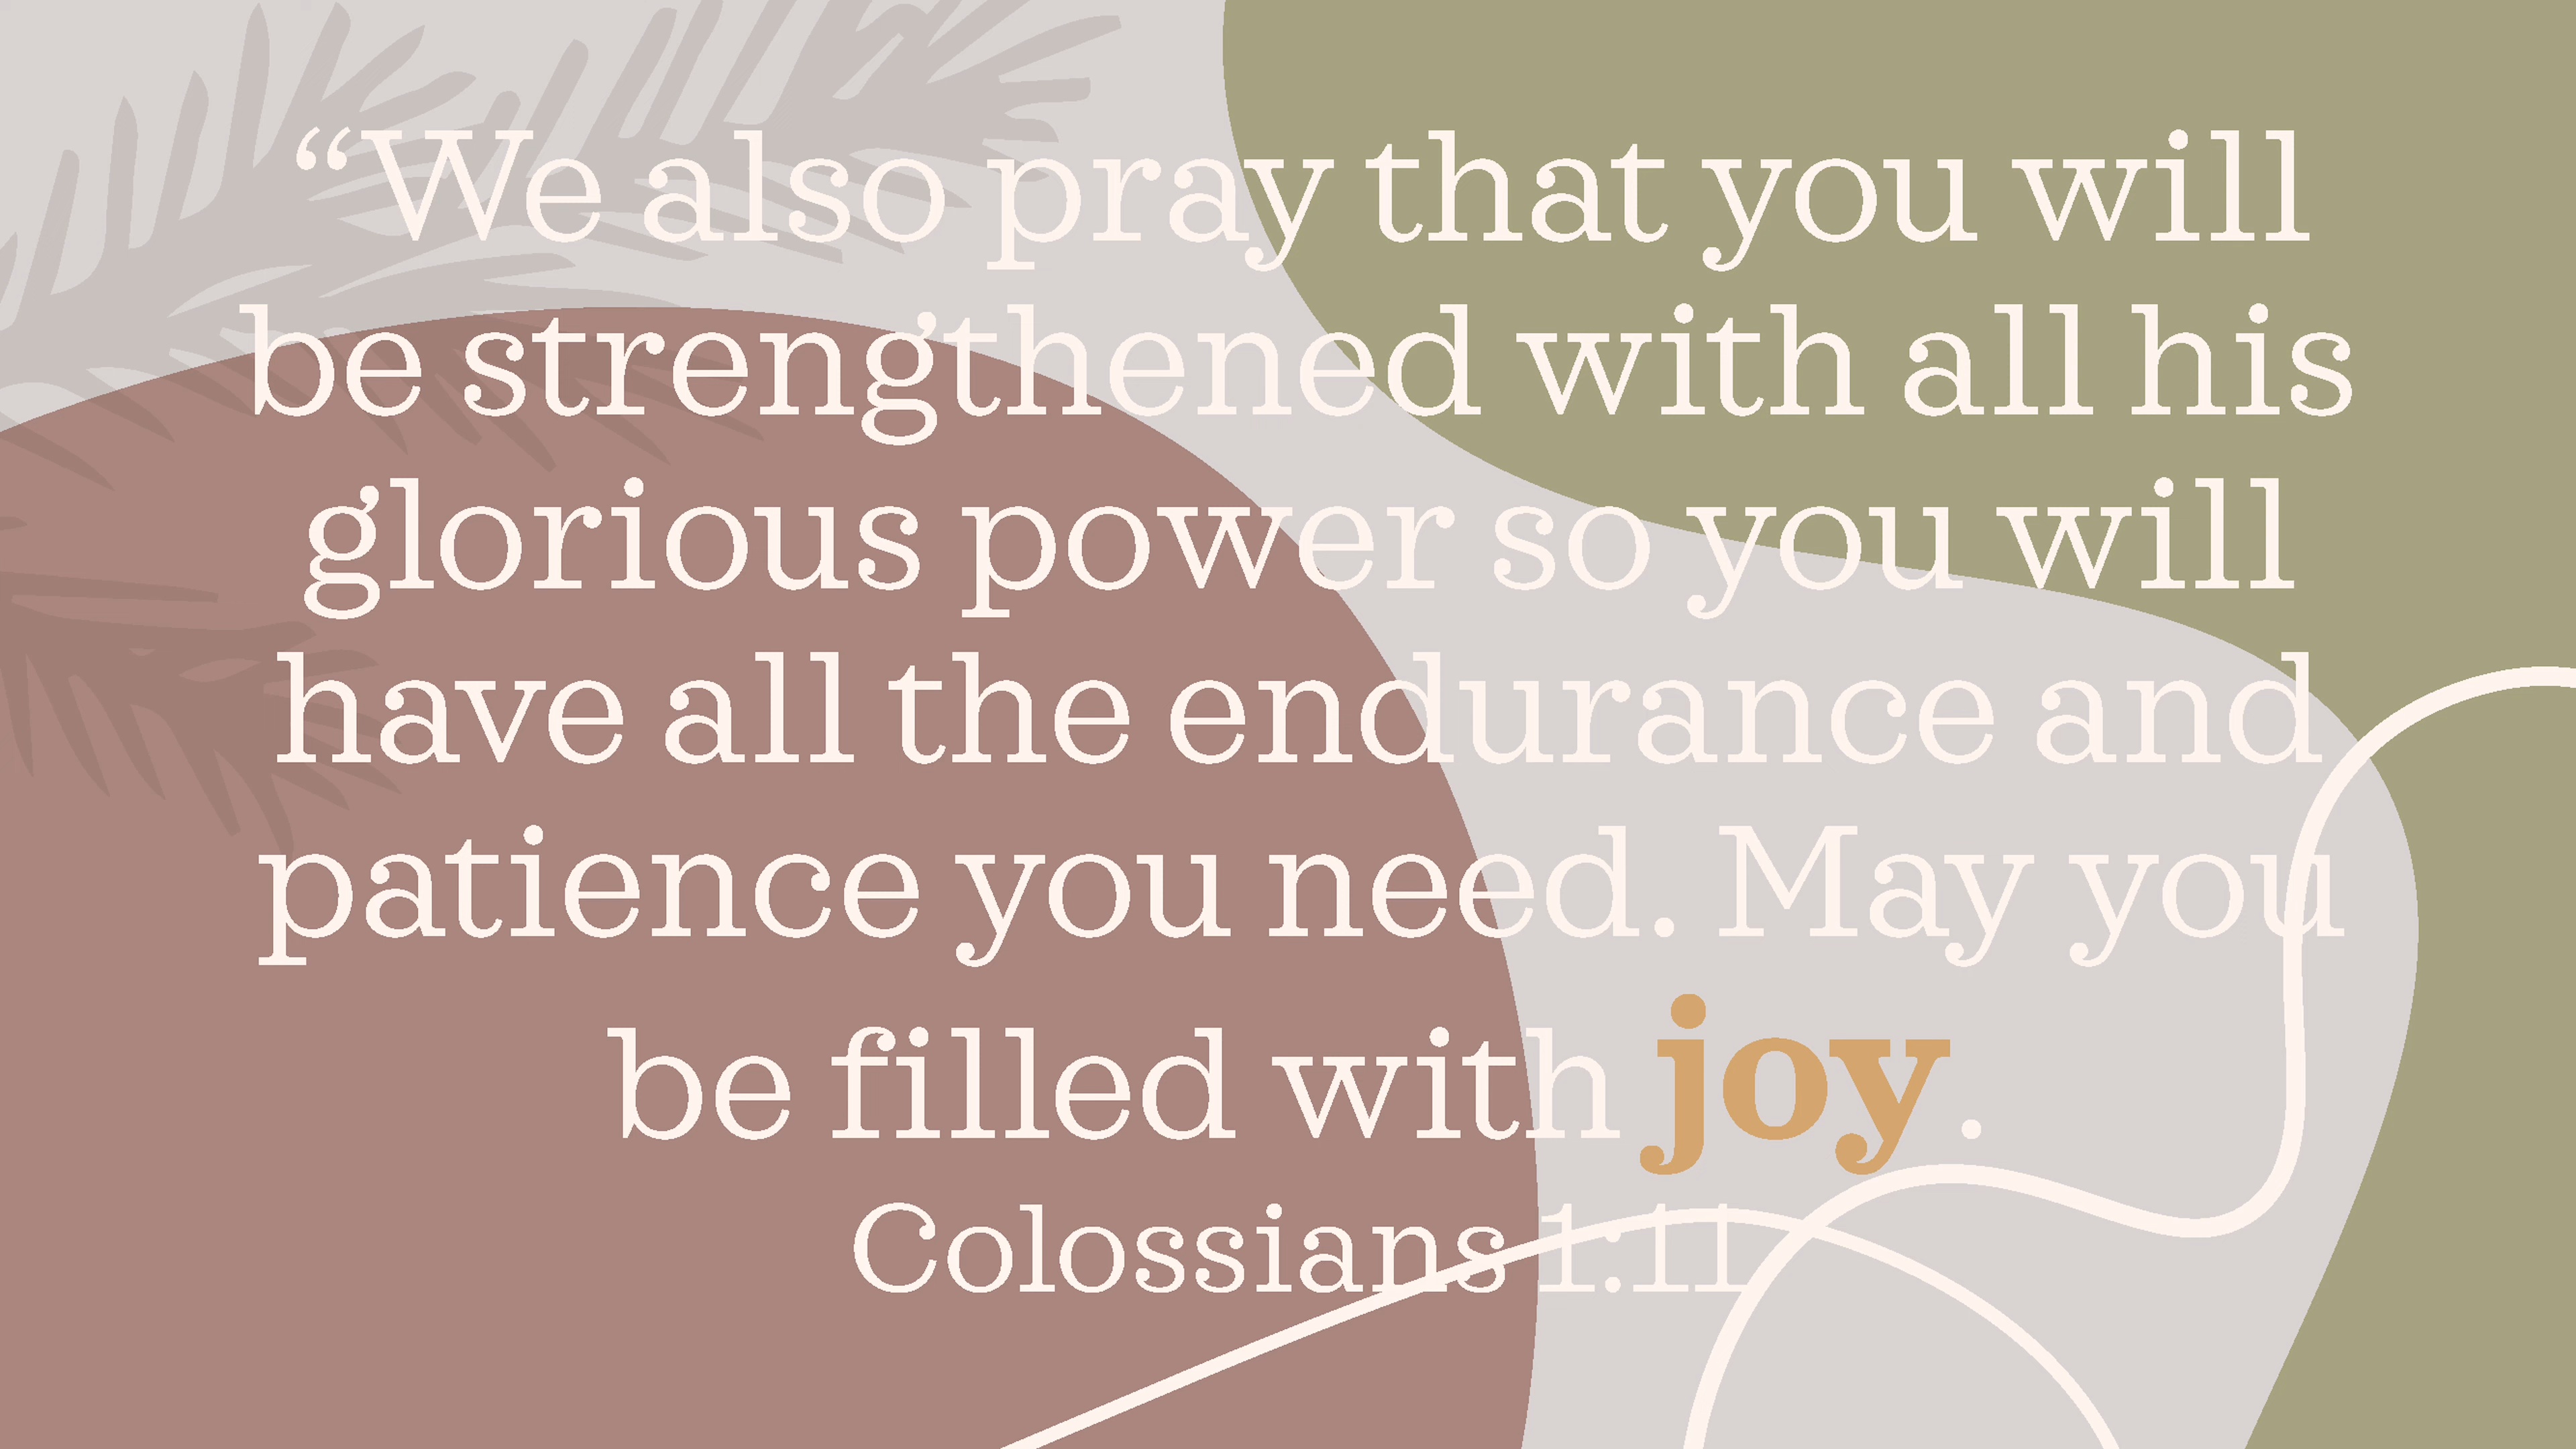 “We also pray that you will
be strengthened with all his
glorious power so you will
have all the endurance and
patience you need. May you
be filled with joy.
Colossians 1:11